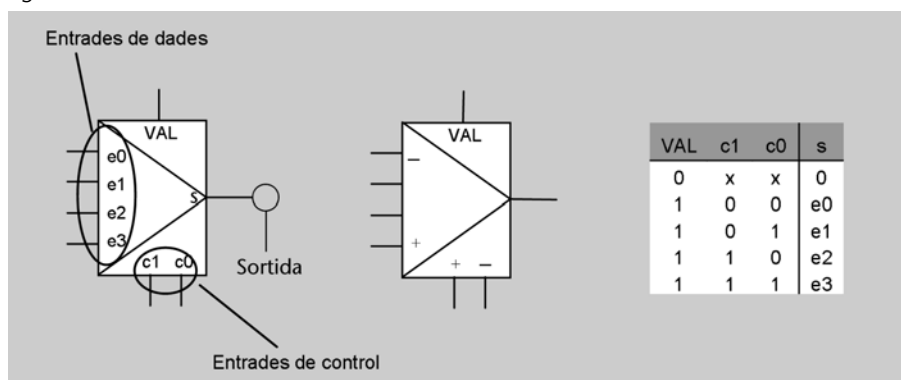 Entrades de dades
VAL
e0
e1
e2
e3
s
c1 c0
Sortida
Entrades de control
VAL
−
+
+ −
VAL c1 c0 s
0 x x 0
1 0 0 e0
1 0 1 e1
1 1 0 e2
1 1 1 e3